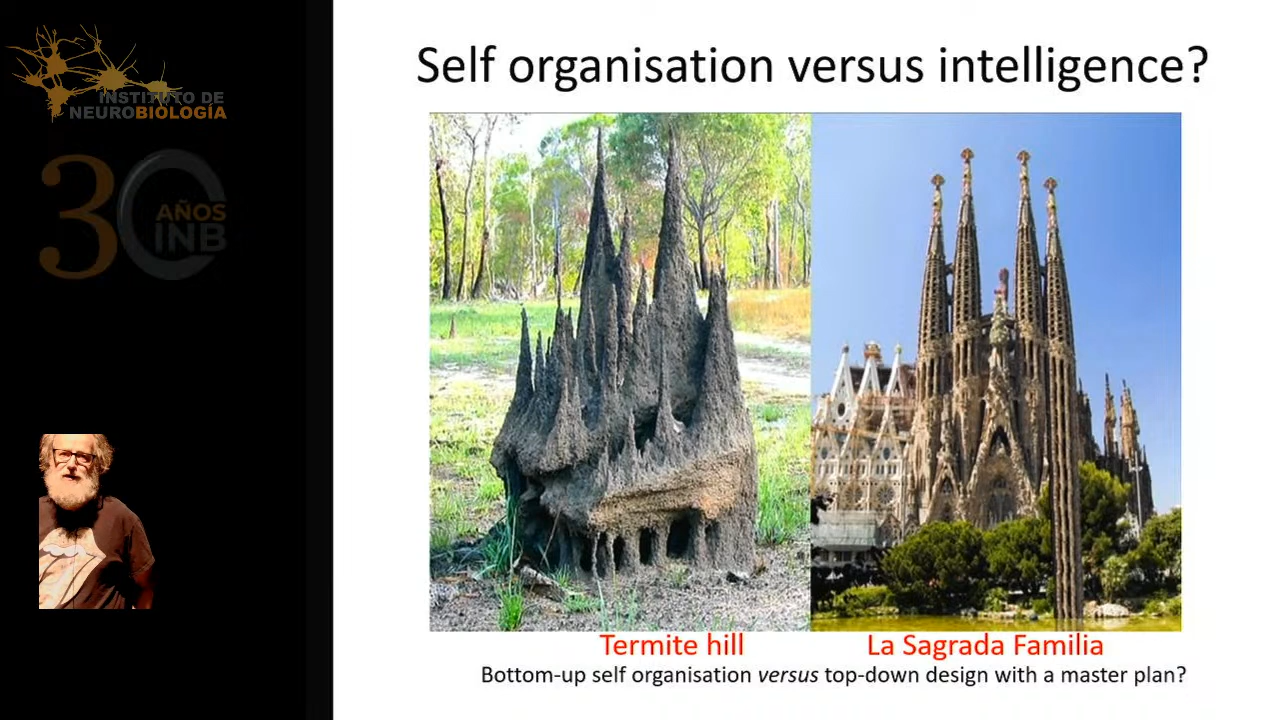 INSTITUTO DE
NEUROBIOLOGÍA
30 AÑOS
INB
Self organisation versus intelligence?
Termite hill
La Sagrada Familia
Bottom-up self organisation versus top-down design with a master plan?